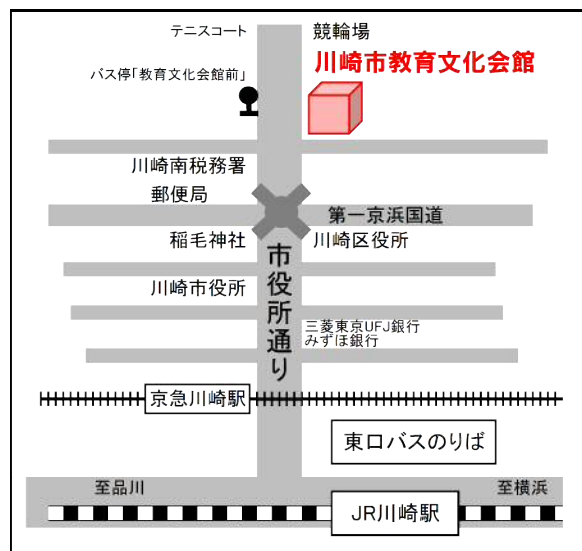 テニスコート
競輪場
川崎市教育文化会館
バス停「教育文化会館前」
川崎南税務署
郵便局
第一京浜国道
稲毛神社
川崎区役所
市役所通り
川崎市役所
三菱東京UFJ銀行
みずほ銀行
京急川崎駅
東口バスのりば
至品川
至横浜
JR川崎駅